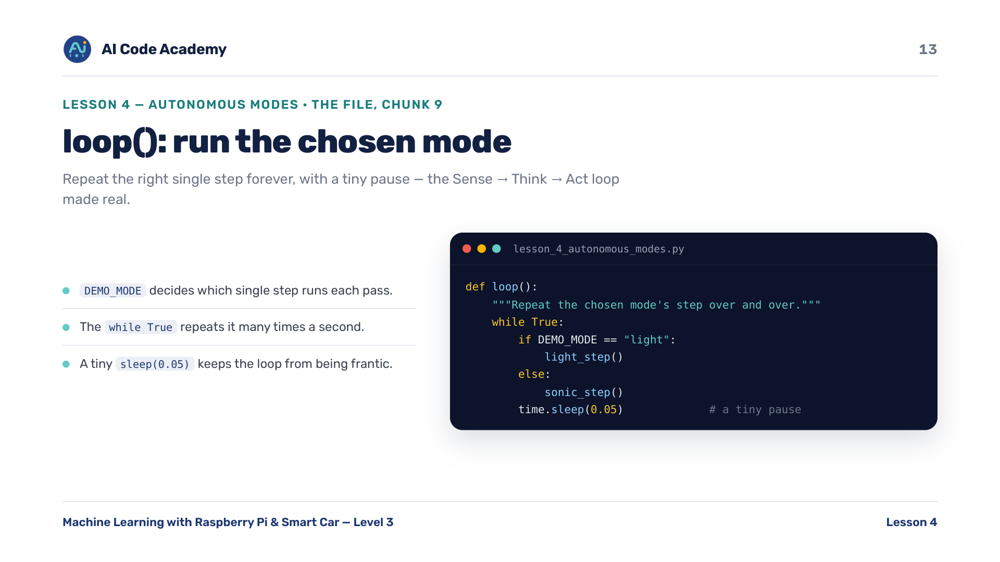 AI Code Academy
13
LESSON 4 — AUTONOMOUS MODES • THE FILE, CHUNK 9
loop(): run the chosen mode
Repeat the right single step forever, with a tiny pause — the Sense → Think → Act loop
made real.
DEMO_MODE decides which single step runs each pass.
The while True repeats it many times a second.
A tiny sleep(0.05) keeps the loop from being frantic.
lesson_4_autonomous_modes.py
def loop():
    """Repeat the chosen mode's step over and over."""
    while True:
        if DEMO_MODE == "light":
            light_step()
        else:
            sonic_step()
        time.sleep(0.05)             # a tiny pause
Machine Learning with Raspberry Pi & Smart Car — Level 3
Lesson 4